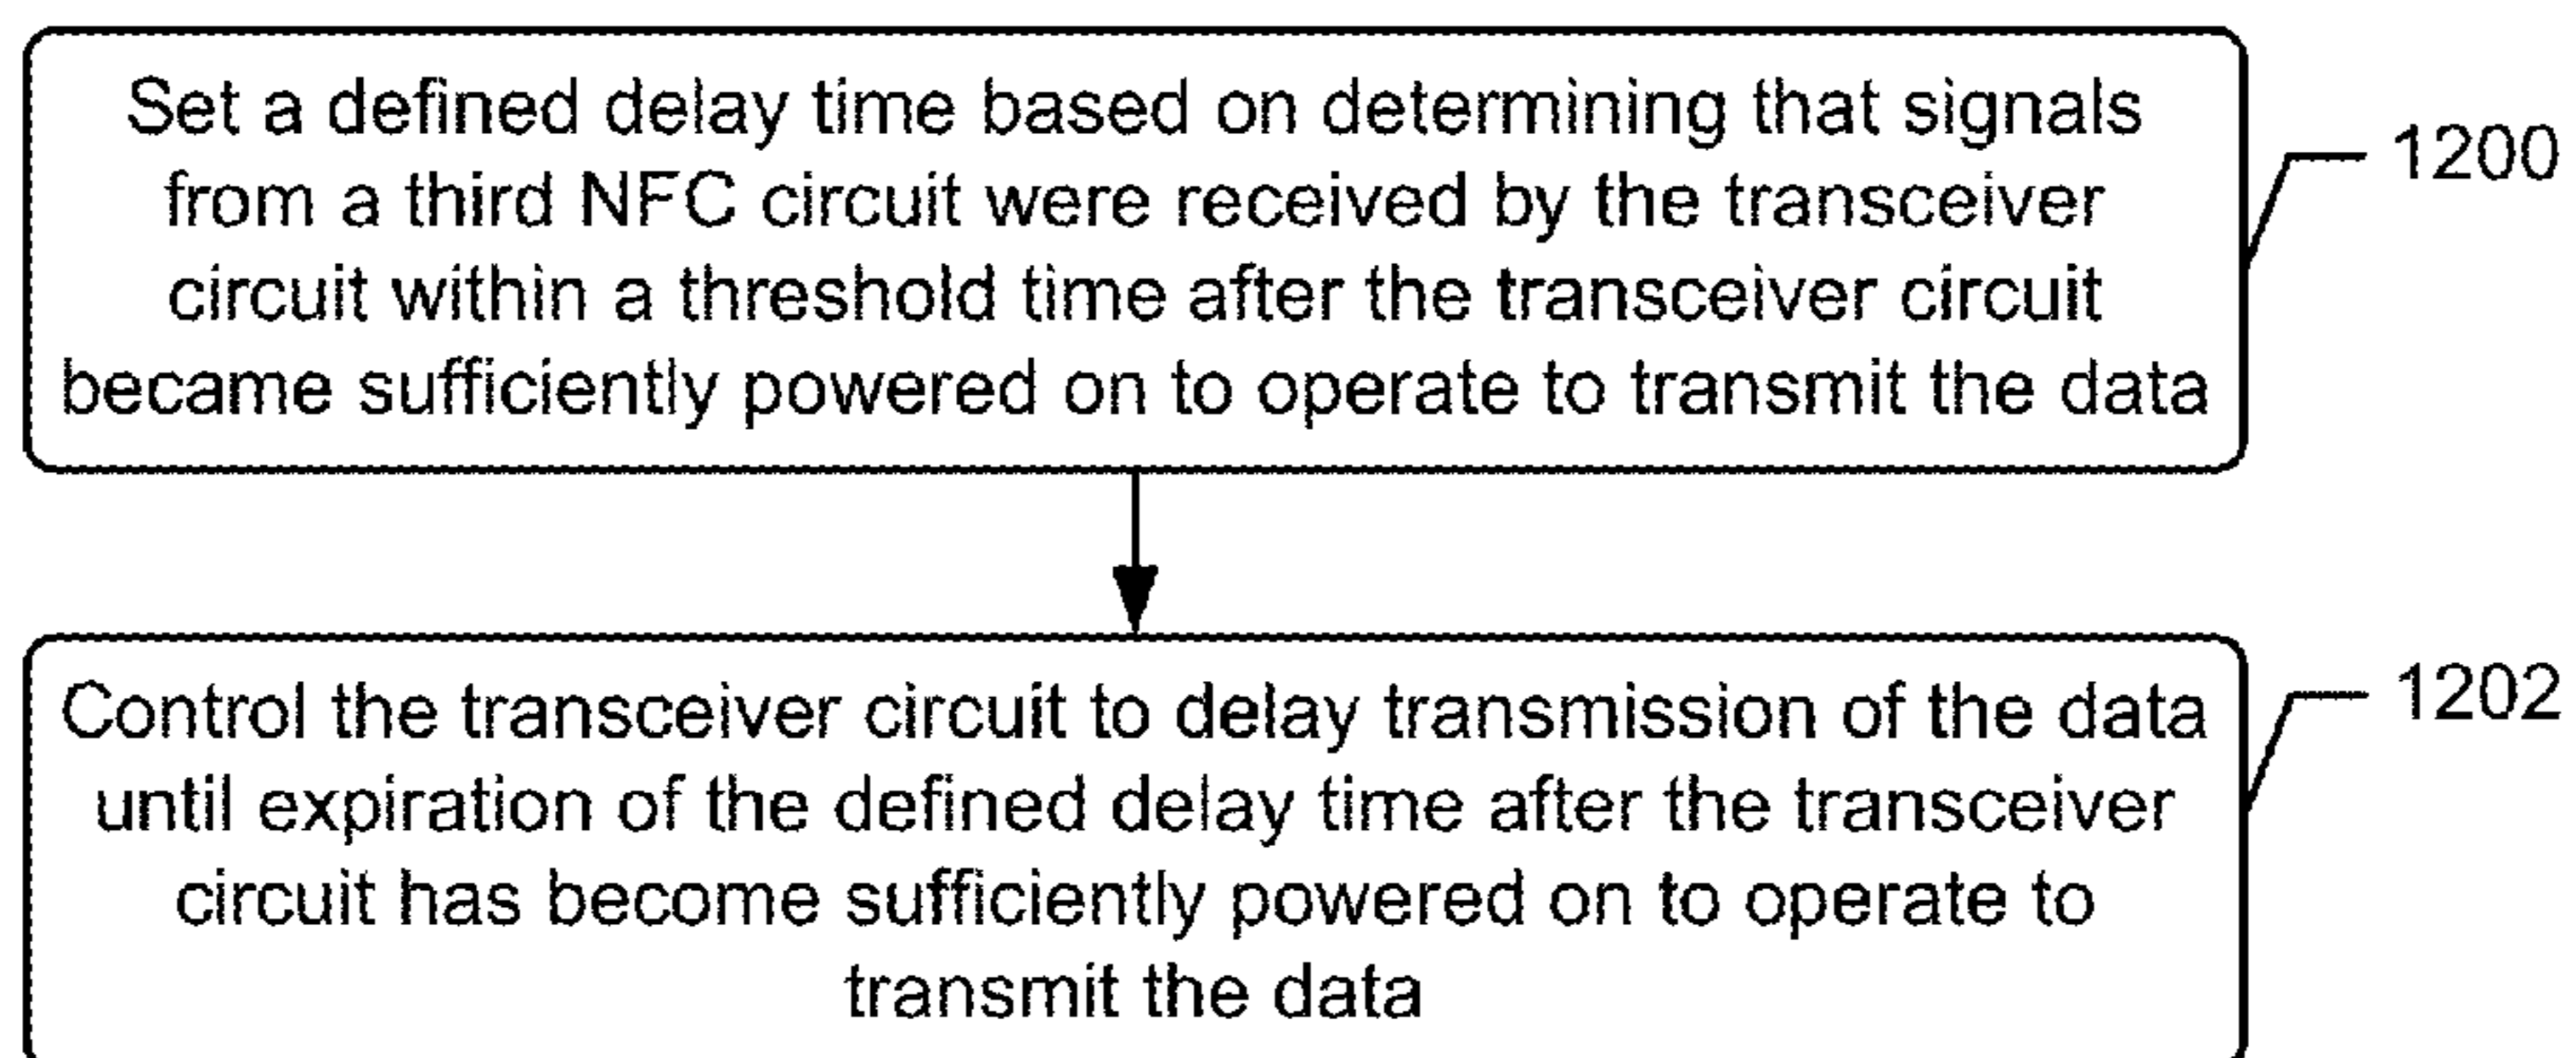 Set a defined delay time based on determining that signals
from a third NFC circuit were received by the transceiver
circuit within a threshold time after the transceiver circuit
became sufficiently powered on to operate to transmit the data
1200
Control the transceiver circuit to delay transmission of the data
until expiration of the defined delay time after the transceiver
circuit has become sufficiently powered on to operate to
transmit the data
1202